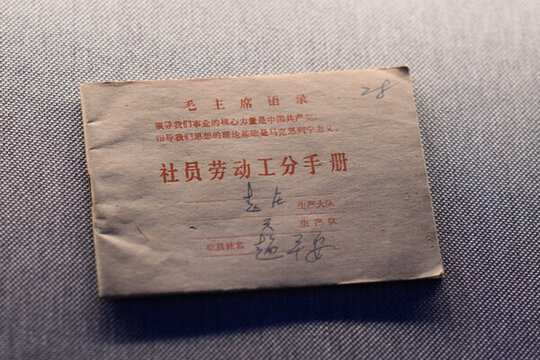 28
毛主席语录
领导我们事业的核心力量是中国共产党。
指导我们思想的理论基础是马克思列宁主义。
社员劳动工分手册
生产大队
生产队
社员姓名 赵平安